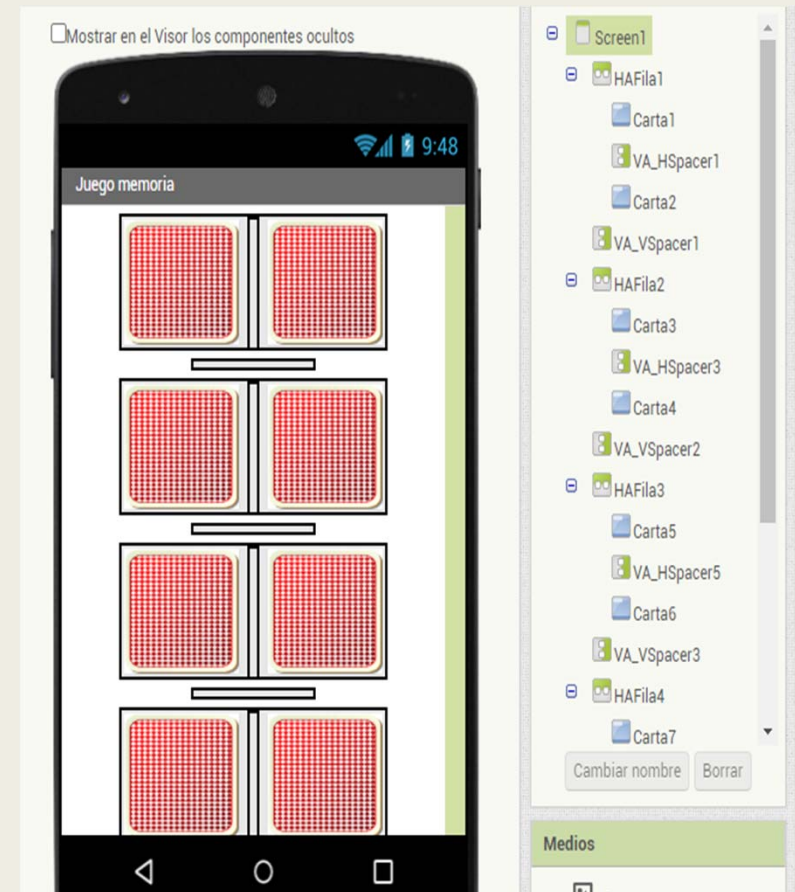 Mostrar en el Visor los componentes ocultos
9:48
Juego memoria
Screen1
HAFila1
Carta1
VA_HSpacer1
Carta2
VA_VSpacer1
HAFila2
Carta3
VA_HSpacer3
Carta4
VA_VSpacer2
HAFila3
Carta5
VA_HSpacer5
Carta6
VA_VSpacer3
HAFila4
Carta7
Cambiar nombre Borrar
Medios